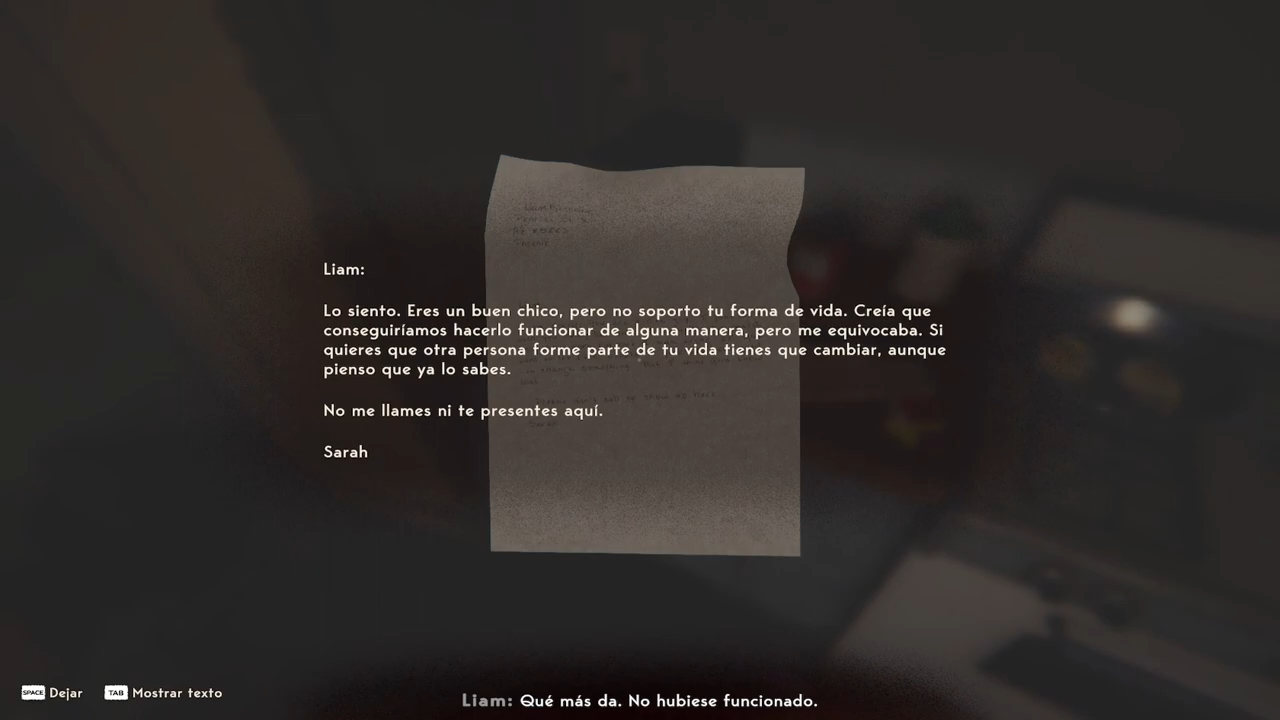 Liam:
Lo siento. Eres un buen chico, pero no soporto tu forma de vida. Creía que
conseguiríamos hacerlo funcionar de alguna manera, pero me equivocaba. Si
quieres que otra persona forme parte de tu vida tienes que cambiar, aunque
pienso que ya lo sabes.
No me llames ni te presentes aquí.
Sarah
SPACE Dejar TAB Mostrar texto
Liam: Qué más da. No hubiese funcionado.